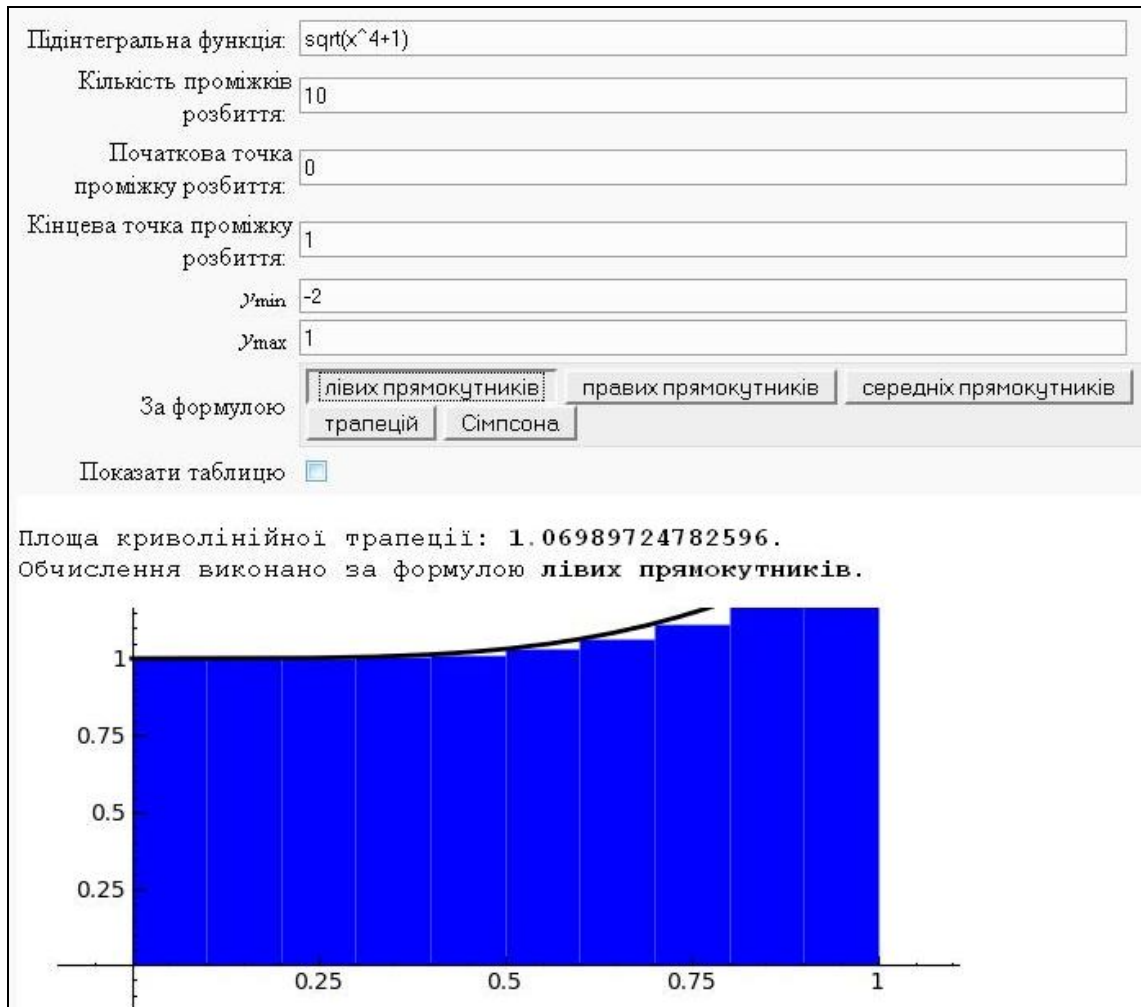 Підінтегральна функція: sqrt(x^4+1)
Кількість проміжків
розбиття: 10
Початкова точка
проміжку розбиття: 0
Кінцева точка проміжку
розбиття: 1
ymin -2
ymax 1
За формулою лівих прямокутників правих прямокутників середніх прямокутників
трапецій Сімпсона
Показати таблицю
Площа криволінійної трапеції: 1.06989724782596.
Обчислення виконано за формулою лівих прямокутників.
1
0.75
0.5
0.25
0.25 0.5 0.75 1